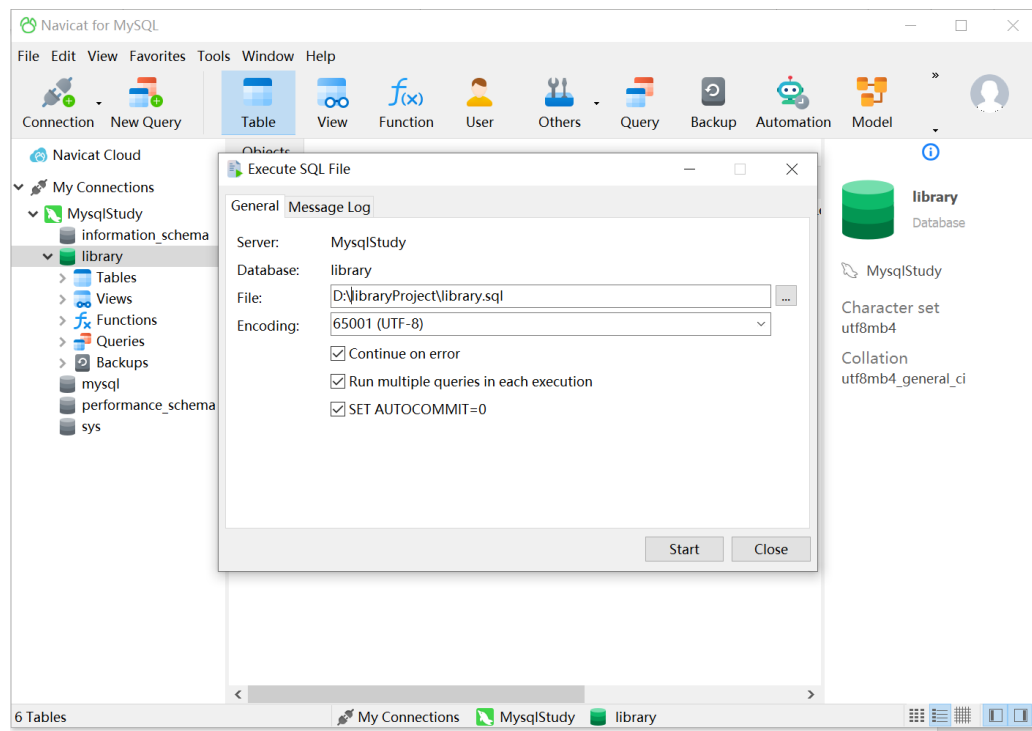 Navicat for MySQL
File Edit View Favorites Tools Window Help
Connection New Query Table View Function User Others Query Backup Automation Model
Navicat Cloud
My Connections
MysqlStudy
information_schema
library
Tables
Views
Functions
Queries
Backups
mysql
performance_schema
sys
Objects
Execute SQL File
General Message Log
Server: MysqlStudy
Database: library
File: D:\libraryProject\library.sql ...
Encoding: 65001 (UTF-8)
Continue on error
Run multiple queries in each execution
SET AUTOCOMMIT=0
Start Close
library
Database
MysqlStudy
Character set
utf8mb4
Collation
utf8mb4_general_ci
6 Tables My Connections MysqlStudy library